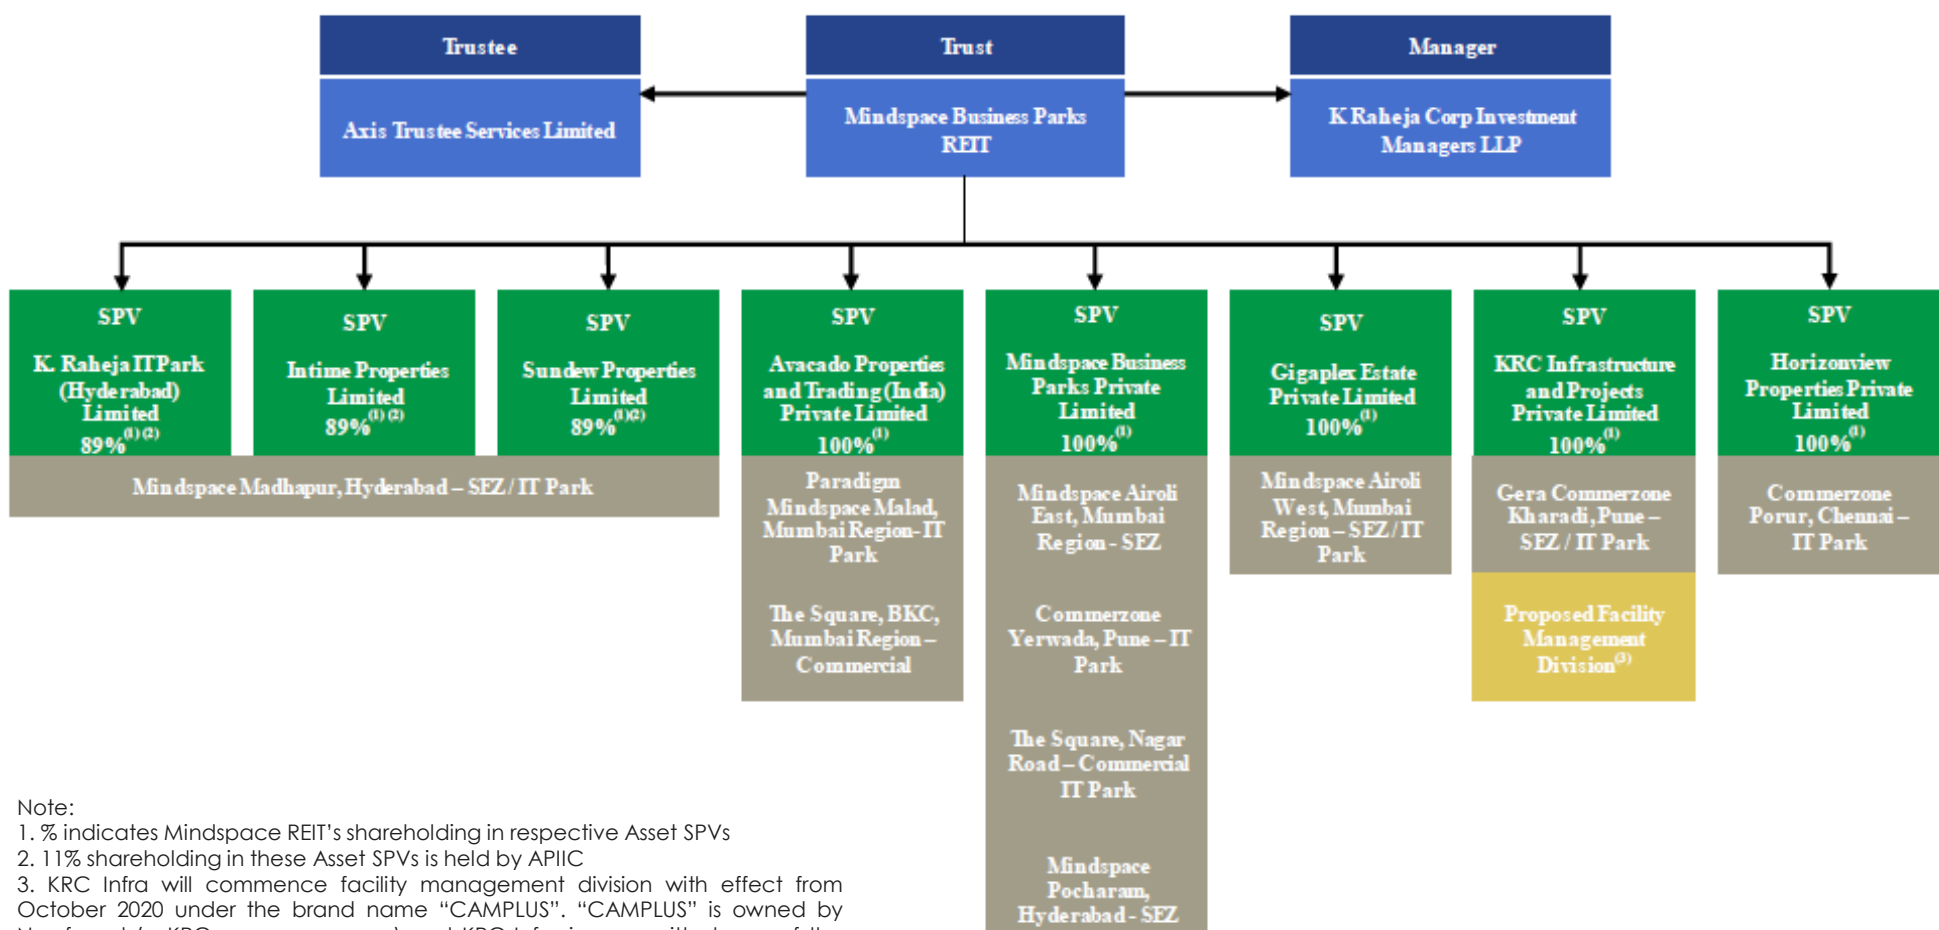 Trustee
Axis Trustee Services Limited
Trust
Mindspace Business Parks
REIT
Manager
K Raheja Corp Investment
Managers LLP
SPV
K. Raheja IT Park
(Hyderabad)
Limited
89%(1) (2)
SPV
Intime Properties
Limited
89%(1) (2)
SPV
Sundew Properties
Limited
89%(1)(2)
Mindspace Madhapur, Hyderabad – SEZ / IT Park
SPV
Avacado Properties
and Trading (India)
Private Limited
100%(1)
Paradigm
Mindspace Malad,
Mumbai Region- IT
Park
The Square, BKC,
Mumbai Region –
Commercial
SPV
Mindspace Business
Parks Private
Limited
100%(1)
Mindspace Airoli
East, Mumbai
Region - SEZ
Commerzone
Yerwada, Pune – IT
Park
The Square, Nagar
Road – Commercial
IT Park
Mindspace
Pocharam,
Hyderabad - SEZ
SPV
Gigaplex Estate
Private Limited
100%(1)
Mindspace Airoli
West, Mumbai
Region – SEZ / IT
Park
SPV
KRC Infrastructure
and Projects
Private Limited
100%(1)
Gera Commerzone
Kharadi, Pune –
SEZ / IT Park
Proposed Facility
Management
Division(3)
SPV
Horizonview
Properties Private
Limited
100%(1)
Commerzone
Porur, Chennai –
IT Park
Note:
1. % indicates Mindspace REIT's shareholding in respective Asset SPVs
2. 11% shareholding in these Asset SPVs is held by APIIC
3. KRC Infra will commence facility management division with effect from
October 2020 under the brand name "CAMPLUS". "CAMPLUS" is owned by